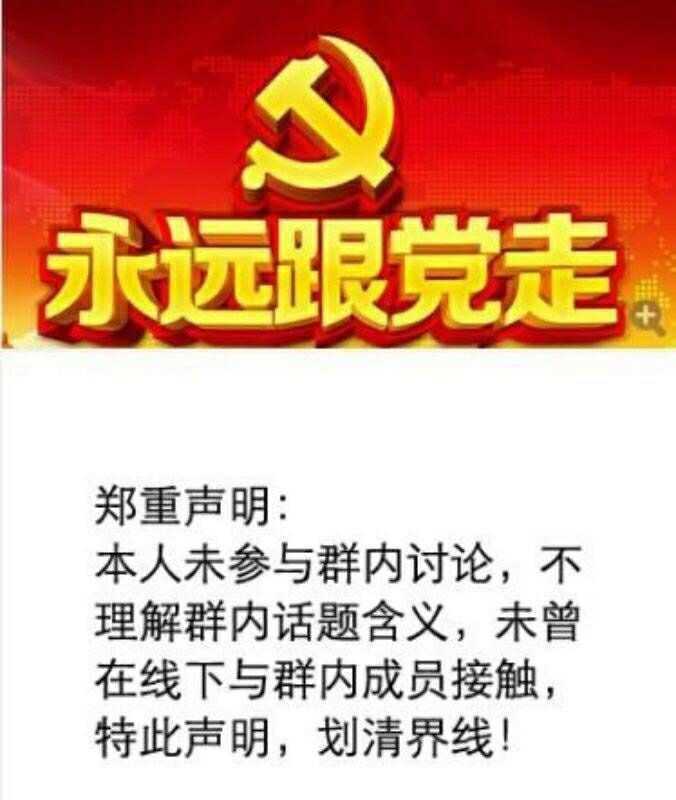 永远跟党走
郑重声明：
本人未参与群内讨论，不
理解群内话题含义，未曾
在线下与群内成员接触，
特此声明，划清界线！